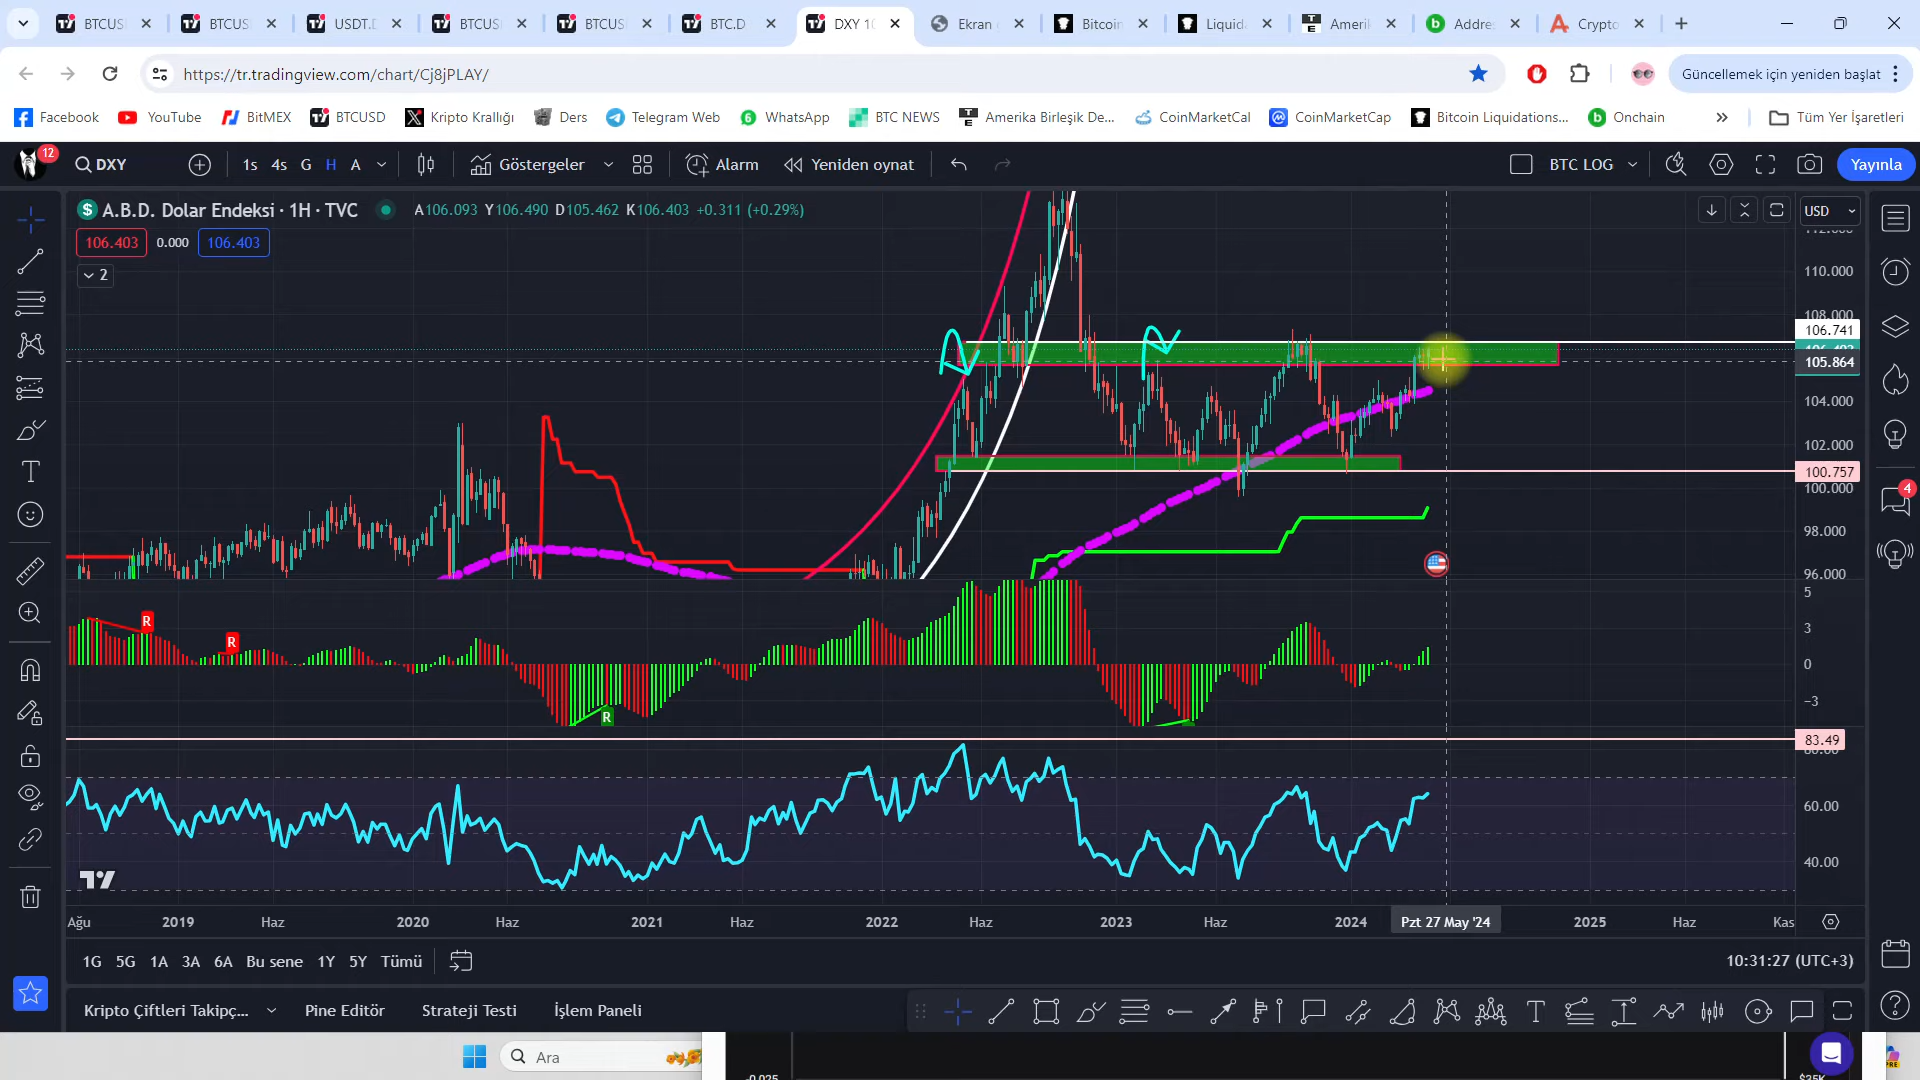 BTCUS
BTCUS
USDT.D
BTCUS
BTCUS
BTC.D
DXY 10
Ekran
Bitcoin
Liquid
Ameri
Addre
Crypto
https://tr.tradingview.com/chart/Cj8jPLAY/
Güncellemek için yeniden başlat
Facebook
YouTube
BitMEX
BTCUSD
Kripto Krallığı
Ders
Telegram Web
WhatsApp
BTC NEWS
Amerika Birleşik De...
CoinMarketCal
CoinMarketCap
Bitcoin Liquidations...
Onchain
Tüm Yer İşaretleri
12
DXY
1s 4s G H A
Göstergeler
Alarm
Yeniden oynat
BTC LOG
Yayınla
$ A.B.D. Dolar Endeksi · 1H · TVC
A106.093 Y106.490 D105.462 K106.403 +0.311 (+0.29%)
USD
106.403 0.000 106.403
2
110.000
108.000
106.741
105.864
104.000
102.000
100.757
100.000
98.000
96.000
4
R
R
R
5
3
0
−3
83.49
60.00
40.00
Ağu 2019 Haz 2020 Haz 2021 Haz 2022 Haz 2023 Haz 2024 Pzt 27 May '24 2025 Haz Kas
1G 5G 1A 3A 6A Bu sene 1Y 5Y Tümü
10:31:27 (UTC+3)
Kripto Çiftleri Takipç...
Pine Editör
Strateji Testi
İşlem Paneli
Ara
-0.025
$25K
PRE